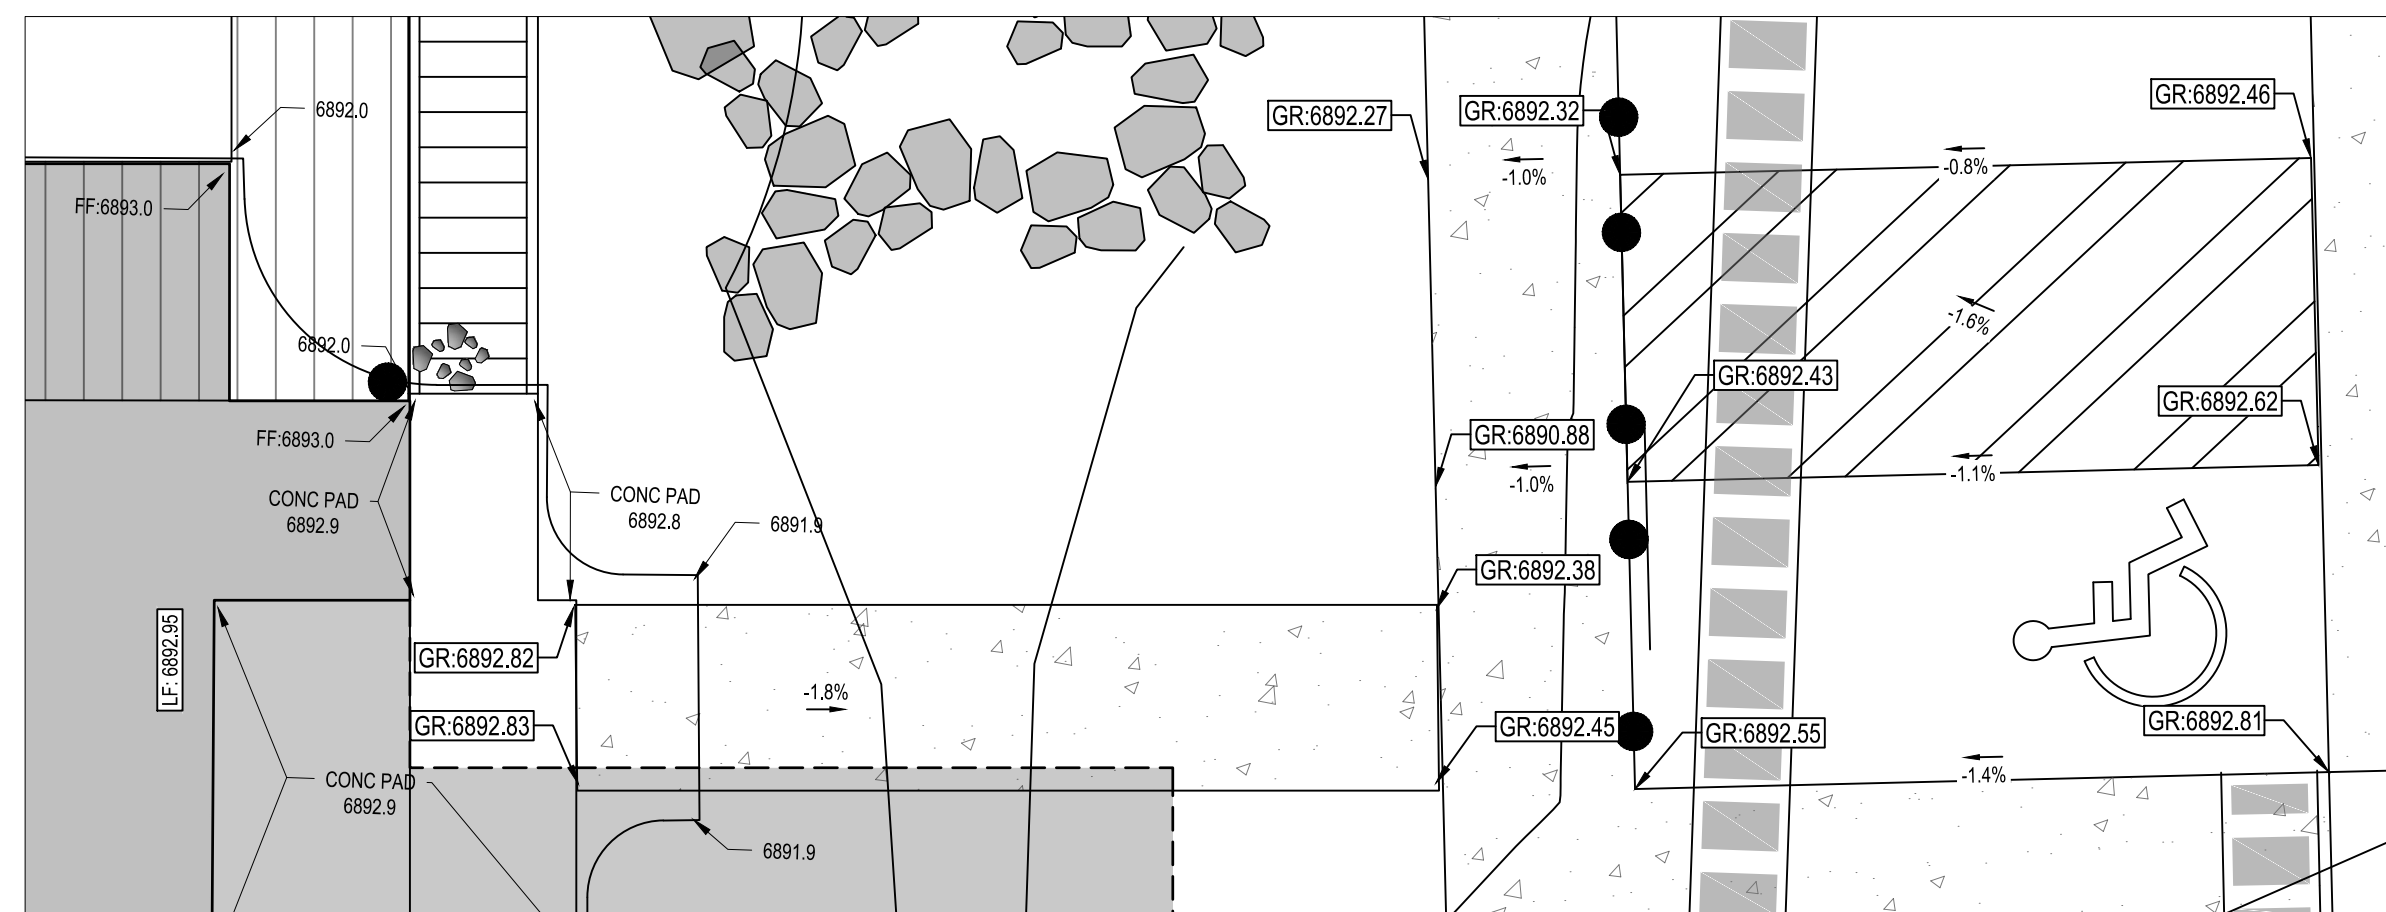 GR:6892.46
6892.0
GR:6892.27
GR:6892.32
-0.8%
-1.0%
FF:6893.0
-1.6%
6892.0
GR:6892.43
GR:6892.62
FF:6893.0
GR:6890.88
-1.1%
-1.0%
CONC PAD
6892.9
CONC PAD
6892.8
6891.9
GR:6892.38
LF: 6892.95
GR:6892.82
-1.8%
GR:6892.83
GR:6892.45
GR:6892.55
GR:6892.81
-1.4%
CONC PAD
6892.9
6891.9